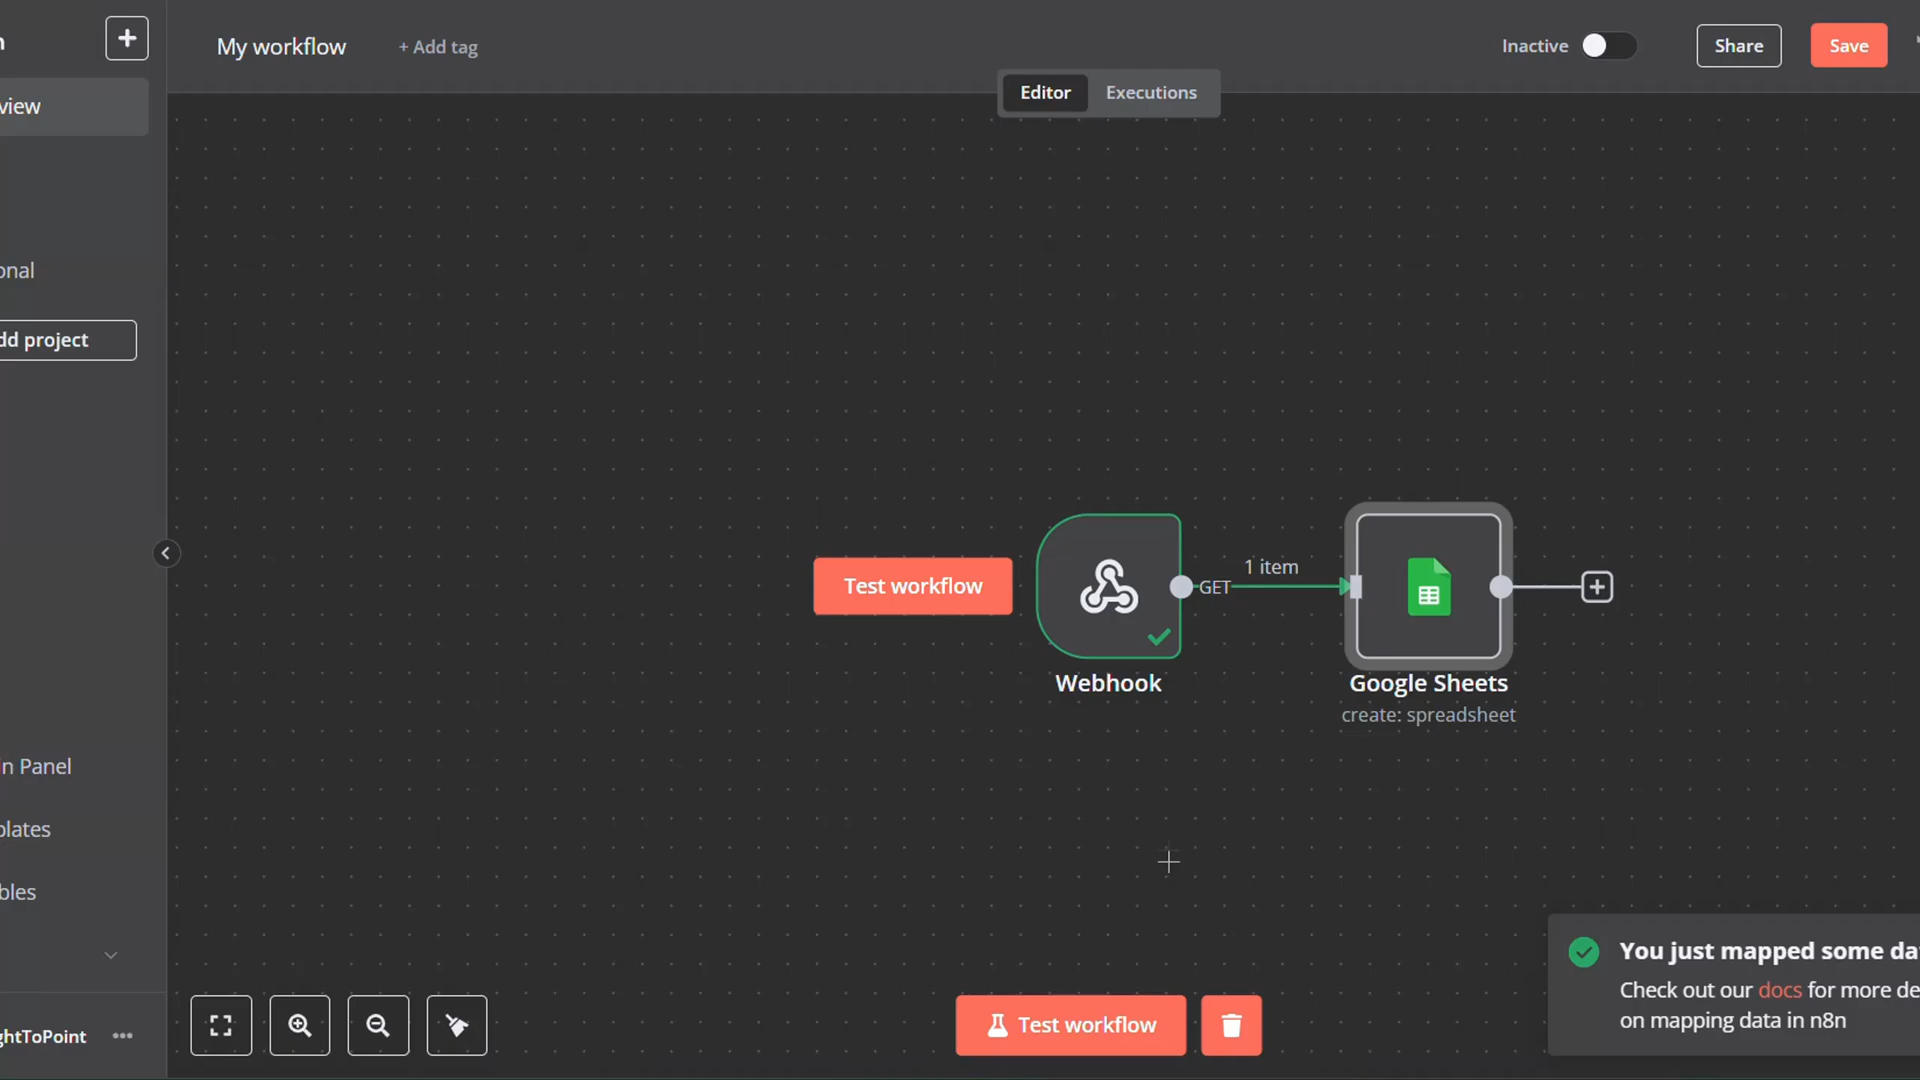 My workflow
+ Add tag
Inactive
Share
Save
Editor
Executions
view
onal
dd project
Test workflow
GET
1 item
Webhook
Google Sheets
create: spreadsheet
n Panel
plates
bles
ghtToPoint
Test workflow
You just mapped some da
Check out our docs for more de
on mapping data in n8n